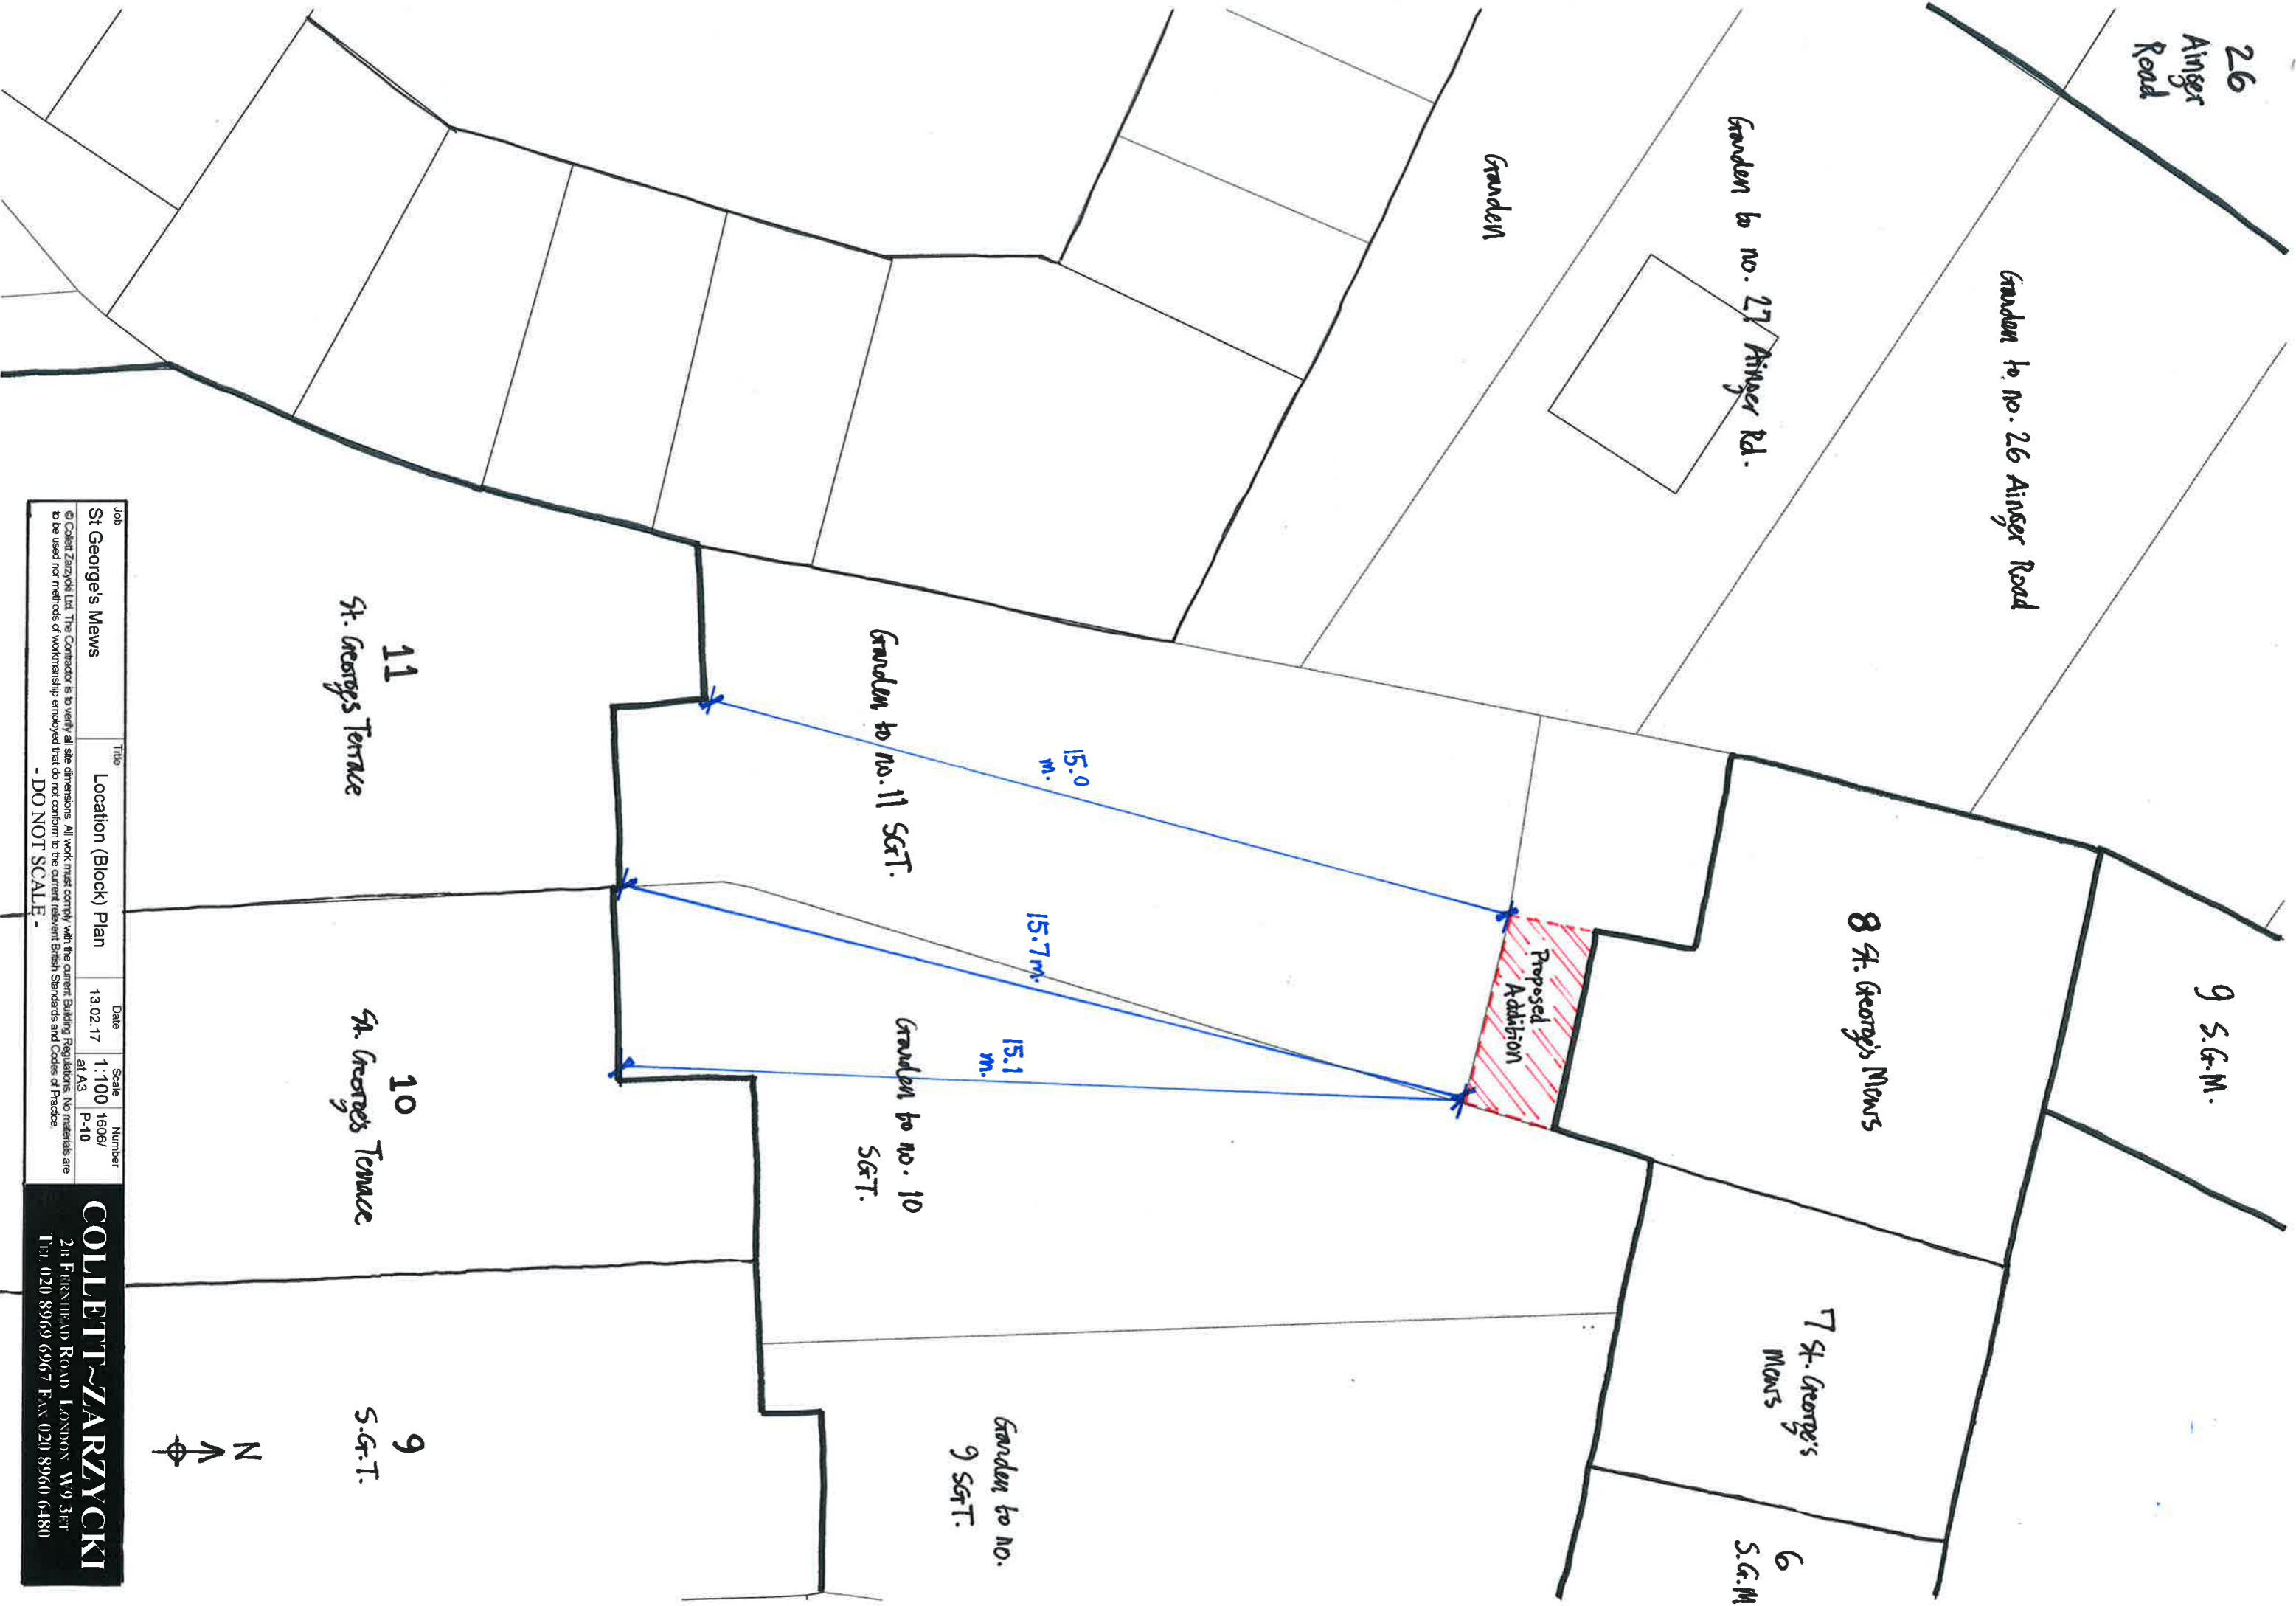 26
Ainger
Road
Garden to no. 26 Ainger Road
9 S.G.M.
Garden to no. 27 Ainger Rd.
8 St. George's Mews
7 St. George's
Mews
6
S.G.M
Garden
Proposed
Addition
15.0
m.
15.7m.
15.1
m.
Garden to no.11 SGT.
Garden to no. 10
SGT.
Garden to no.
9 SGT.
11
St. Georges Terrace
10
St. Georges Terrace
9
S.G.T.
N
Job
St George's Mews
Title
Location (Block) Plan
Date
13.02.17
Scale
1:100
at A3
Number
1606/
P-10
© Collett Zarzycki Ltd. The Contractor is to verify all site dimensions. All work must comply with the current Building Regulations. No materials are
to be used nor methods of workmanship employed that do not conform to the current relevent British Standards and Codes of Practice.
- DO NOT SCALE -
COLLETT~ZARZYCKI
2B FERNHEAD ROAD LONDON W9 3ET
TEL 020 8969 6967 FAX 020 8960 6480